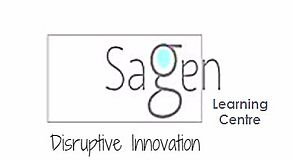 Sagen
Learning
Centre
Disruptive Innovation